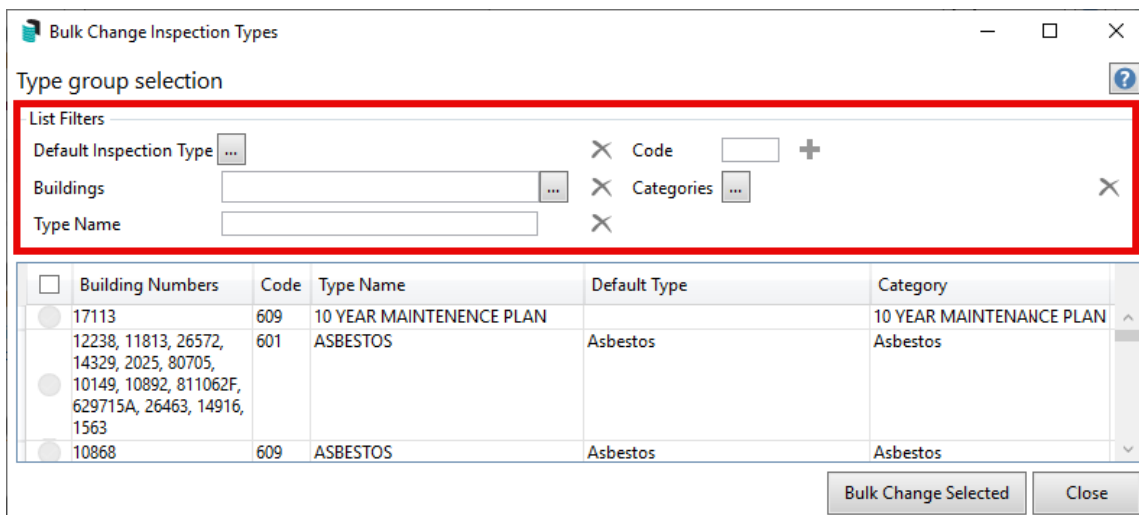 Bulk Change Inspection Types
Type group selection
List Filters
Default Inspection Type ... Code
Buildings ... Categories ...
Type Name
Building Numbers Code Type Name Default Type Category
17113 609 10 YEAR MAINTENENCE PLAN 10 YEAR MAINTENANCE PLAN
12238, 11813, 26572, 601 ASBESTOS Asbestos Asbestos
14329, 2025, 80705,
10149, 10892, 811062F,
629715A, 26463, 14916,
1563
10868 609 ASBESTOS Asbestos Asbestos
Bulk Change Selected Close